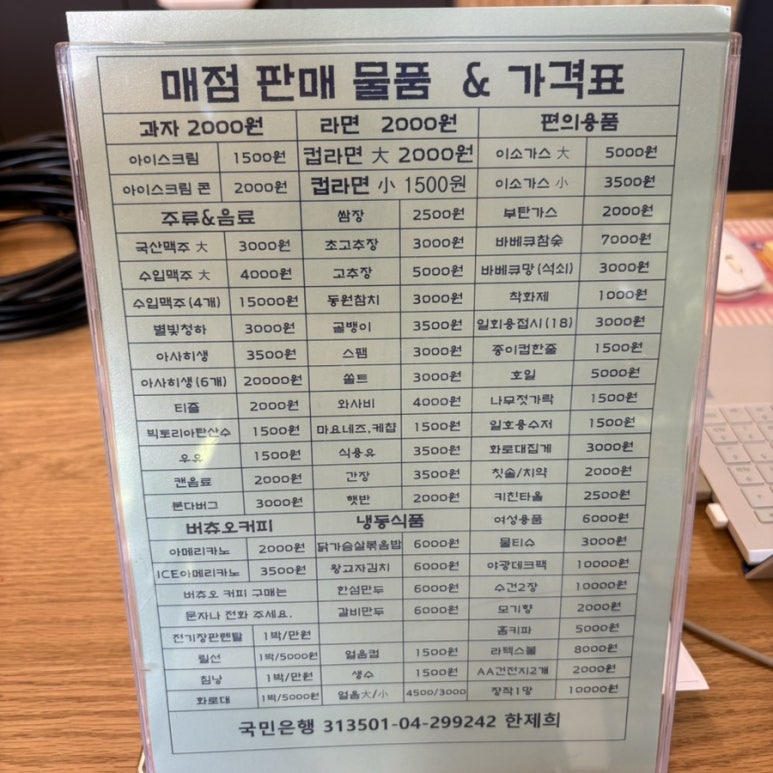 매점 판매 물품 & 가격표
과자 2000원 라면 2000원 편의용품
아이스크림 1500원 컵라면 大 2000원 이소가스 大 5000원
아이스크림 콘 2000원 컵라면 小 1500원 이소가스 小 3500원
주류&음료 쌈장 2500원 부탄가스 2000원
국산맥주 大 3000원 초고추장 3000원 바베큐참숯 7000원
수입맥주 大 4000원 고추장 5000원 바베큐망(석쇠) 3000원
수입맥주(4개) 15000원 동원참치 3000원 착화제 1000원
별빛청하 3000원 골뱅이 3500원 일회용접시(18) 3000원
아사히생 3500원 스팸 3000원 종이컵한줄 1500원
아사히생(6개) 20000원 쏠트 3000원 호일 5000원
티즐 2000원 와사비 4000원 나무젓가락 1500원
빅토리아탄산수 1500원 마요네즈,케챱 1500원 일호용수저 1500원
우유 1500원 식용유 3500원 화로대집게 3000원
캔음료 2000원 간장 3500원 칫솔/치약 2000원
본다버그 3000원 햇반 2000원 키친타올 2500원
버츄오커피 냉동식품 여성용품 6000원
아메리카노 2000원 닭가슴살볶음밥 6000원 물티슈 3000원
ICE아메리카노 3500원 왕교자김치 6000원 야광데크팩 10000원
버츄오 커피 구매는 한섬만두 6000원 수건2장 10000원
문자나 전화 주세요. 갈비만두 6000원 모기향 2000원
전기장판렌탈 1박/만원 홈키파 5000원
릴선 1박/5000원 얼음컵 1500원 라텍스볼 8000원
침낭 1박/만원 생수 1500원 AA건전지2개 2000원
화로대 1박/5000원 얼음大/小 4500/3000 장작1망 10000원
국민은행 313501-04-299242 한제희